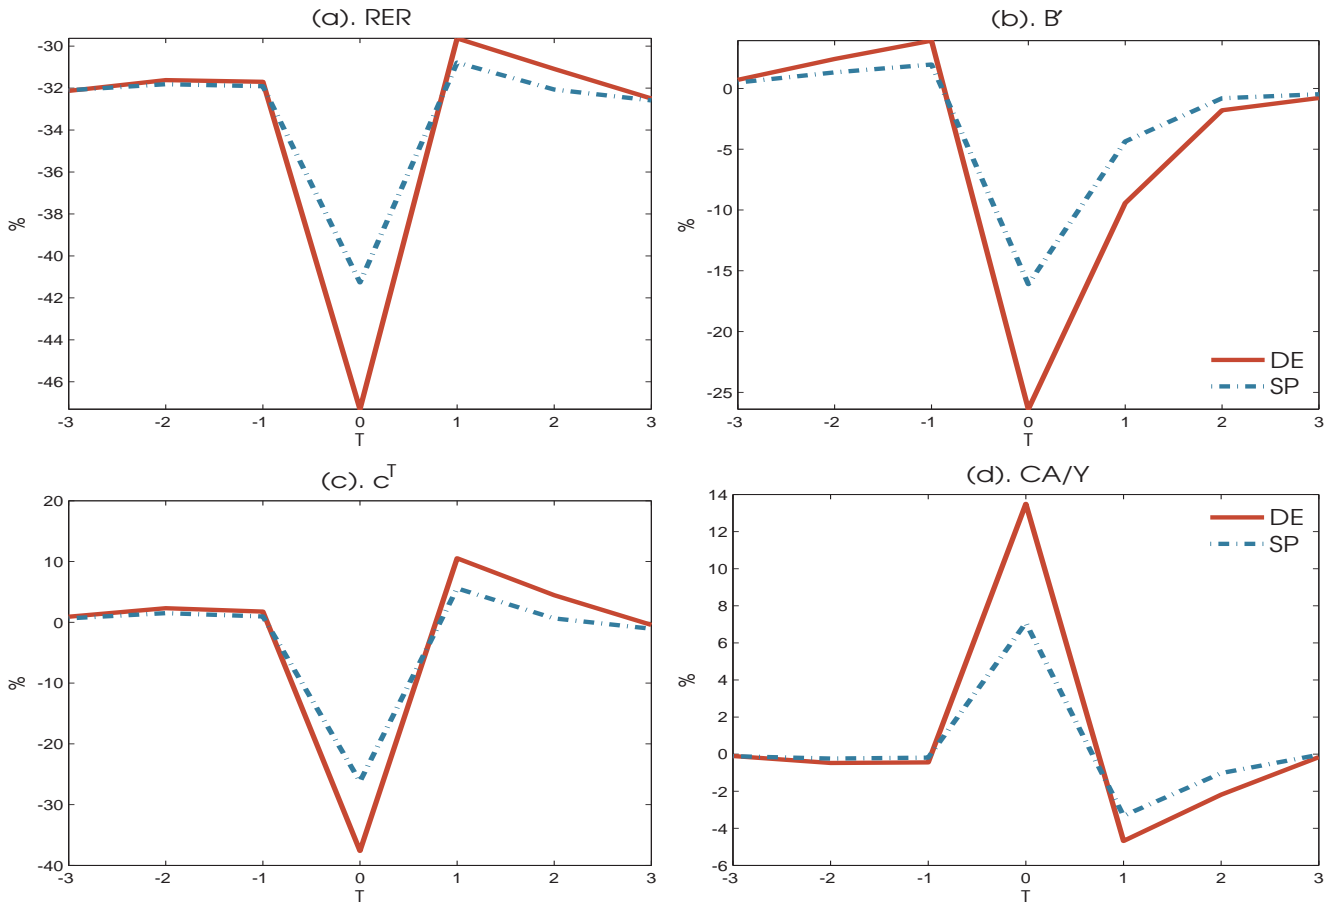 (a). RER
-30
-32
-34
-36
-38
-40
-42
-44
-46
%
-3 -2 -1 0 1 2 3
T
(b). B′
0
-5
-10
-15
-20
-25
%
DE
SP
-3 -2 -1 0 1 2 3
T
(c). c^T
20
10
0
-10
-20
-30
-40
%
-3 -2 -1 0 1 2 3
T
(d). CA/Y
14
12
10
8
6
4
2
0
-2
-4
-6
%
DE
SP
-3 -2 -1 0 1 2 3
T